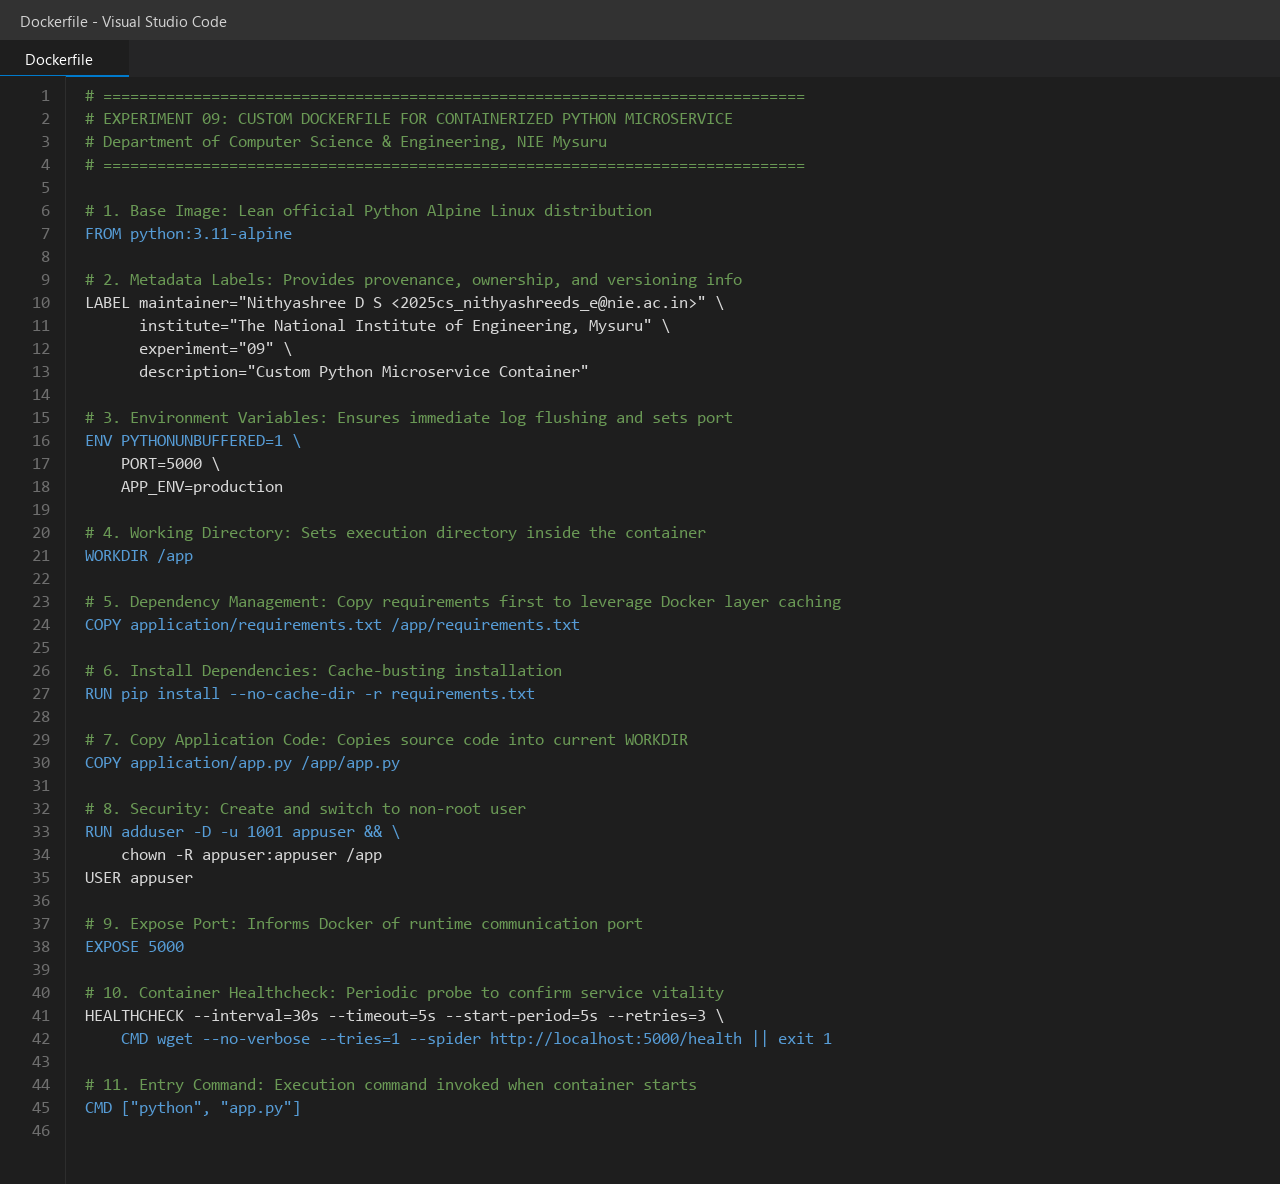 Dockerfile - Visual Studio Code
Dockerfile
1 # ==============================================================================
2 # EXPERIMENT 09: CUSTOM DOCKERFILE FOR CONTAINERIZED PYTHON MICROSERVICE
3 # Department of Computer Science & Engineering, NIE Mysuru
4 # ==============================================================================
5
6 # 1. Base Image: Lean official Python Alpine Linux distribution
7 FROM python:3.11-alpine
8
9 # 2. Metadata Labels: Provides provenance, ownership, and versioning info
10 LABEL maintainer="Nithyashree D S <2025cs_nithyashreeds_e@nie.ac.in>" \
11       institute="The National Institute of Engineering, Mysuru" \
12       experiment="09" \
13       description="Custom Python Microservice Container"
14
15 # 3. Environment Variables: Ensures immediate log flushing and sets port
16 ENV PYTHONUNBUFFERED=1 \
17     PORT=5000 \
18     APP_ENV=production
19
20 # 4. Working Directory: Sets execution directory inside the container
21 WORKDIR /app
22
23 # 5. Dependency Management: Copy requirements first to leverage Docker layer caching
24 COPY application/requirements.txt /app/requirements.txt
25
26 # 6. Install Dependencies: Cache-busting installation
27 RUN pip install --no-cache-dir -r requirements.txt
28
29 # 7. Copy Application Code: Copies source code into current WORKDIR
30 COPY application/app.py /app/app.py
31
32 # 8. Security: Create and switch to non-root user
33 RUN adduser -D -u 1001 appuser && \
34     chown -R appuser:appuser /app
35 USER appuser
36
37 # 9. Expose Port: Informs Docker of runtime communication port
38 EXPOSE 5000
39
40 # 10. Container Healthcheck: Periodic probe to confirm service vitality
41 HEALTHCHECK --interval=30s --timeout=5s --start-period=5s --retries=3 \
42     CMD wget --no-verbose --tries=1 --spider http://localhost:5000/health || exit 1
43
44 # 11. Entry Command: Execution command invoked when container starts
45 CMD ["python", "app.py"]
46